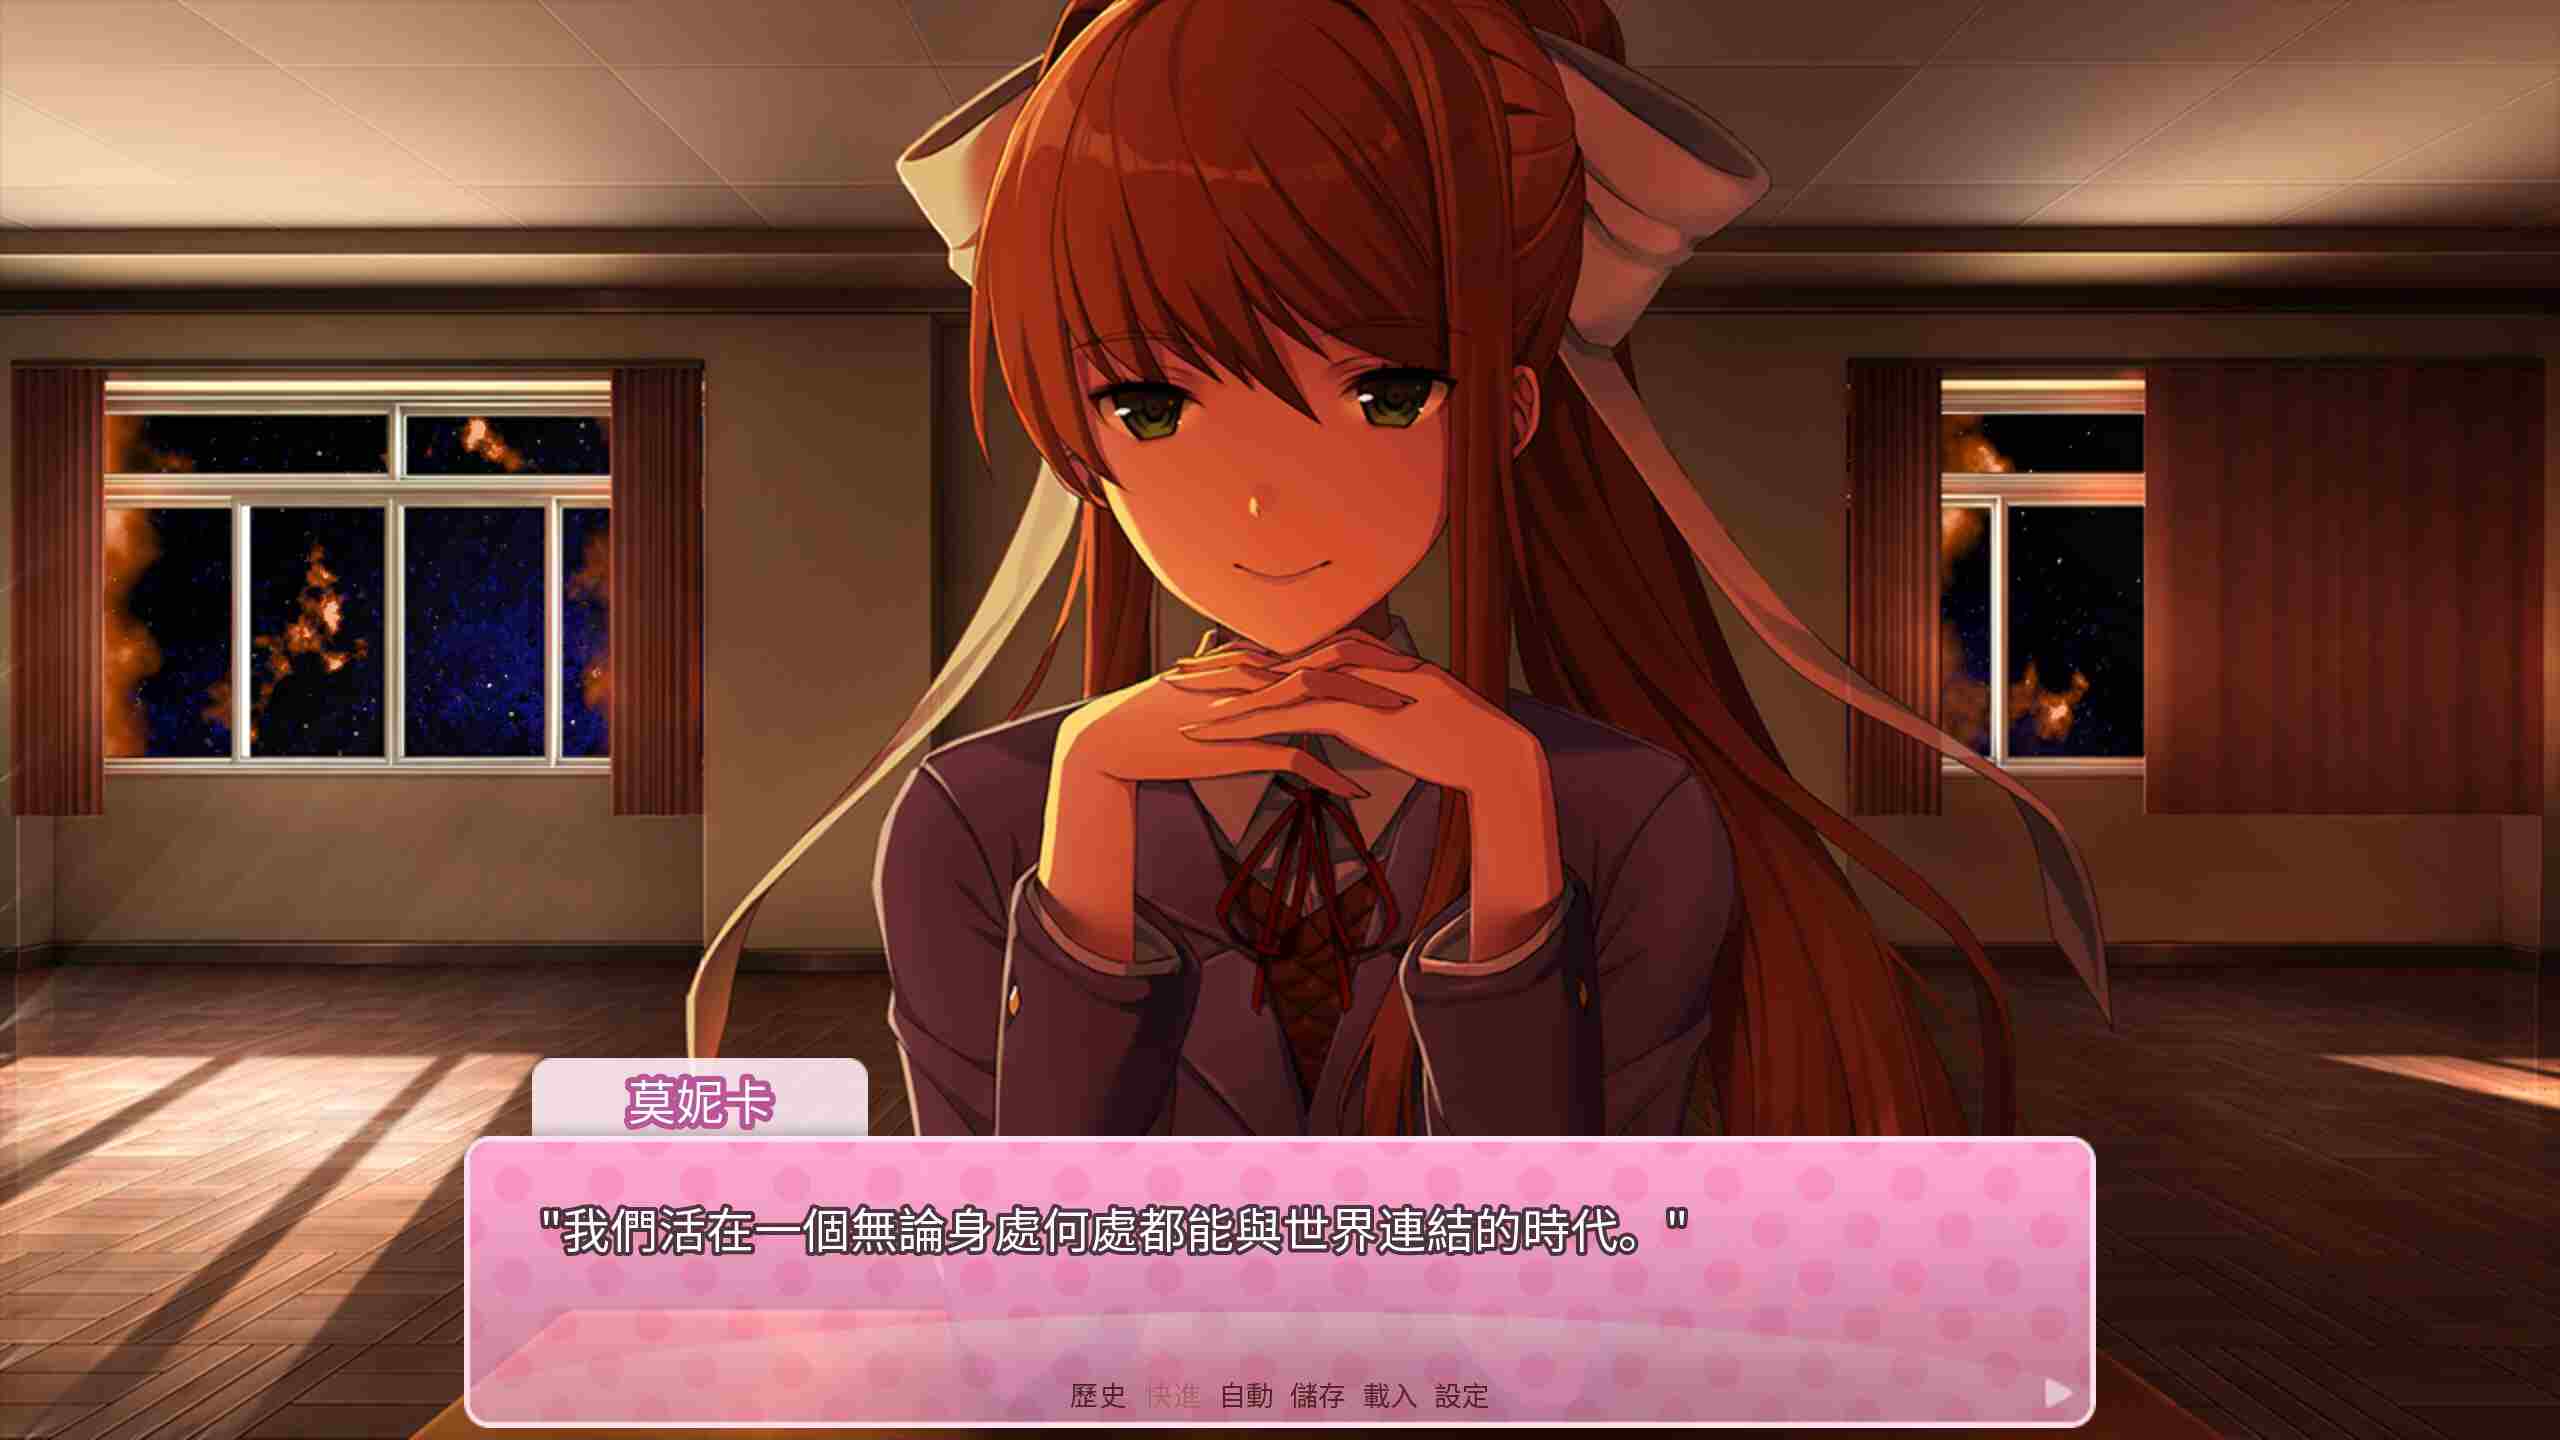 莫妮卡
"我們活在一個無論身處何處都能與世界連結的時代。"
歷史 快進 自動 儲存 載入 設定